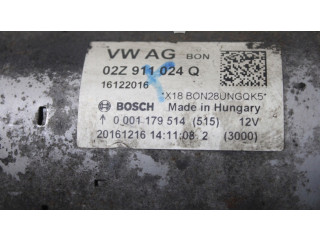 VW AG BON
02Z 911 024 Q
16122016
*X18 BON28UNGQK5*
BOSCH Made in Hungary
↑ 0 001 179 514 (515) 12V
20161216 14:11:08 2 (3000)